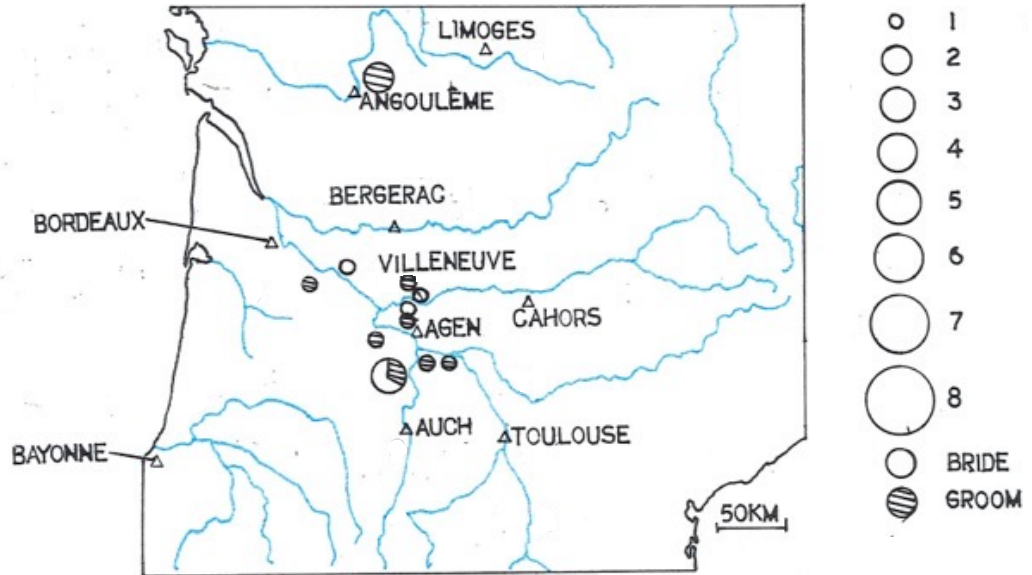 LIMOGES
ANGOULÊME
BERGERAC
BORDEAUX
VILLENEUVE
AGEN
CAHORS
AUCH
TOULOUSE
BAYONNE
50KM
1
2
3
4
5
6
7
8
BRIDE
GROOM